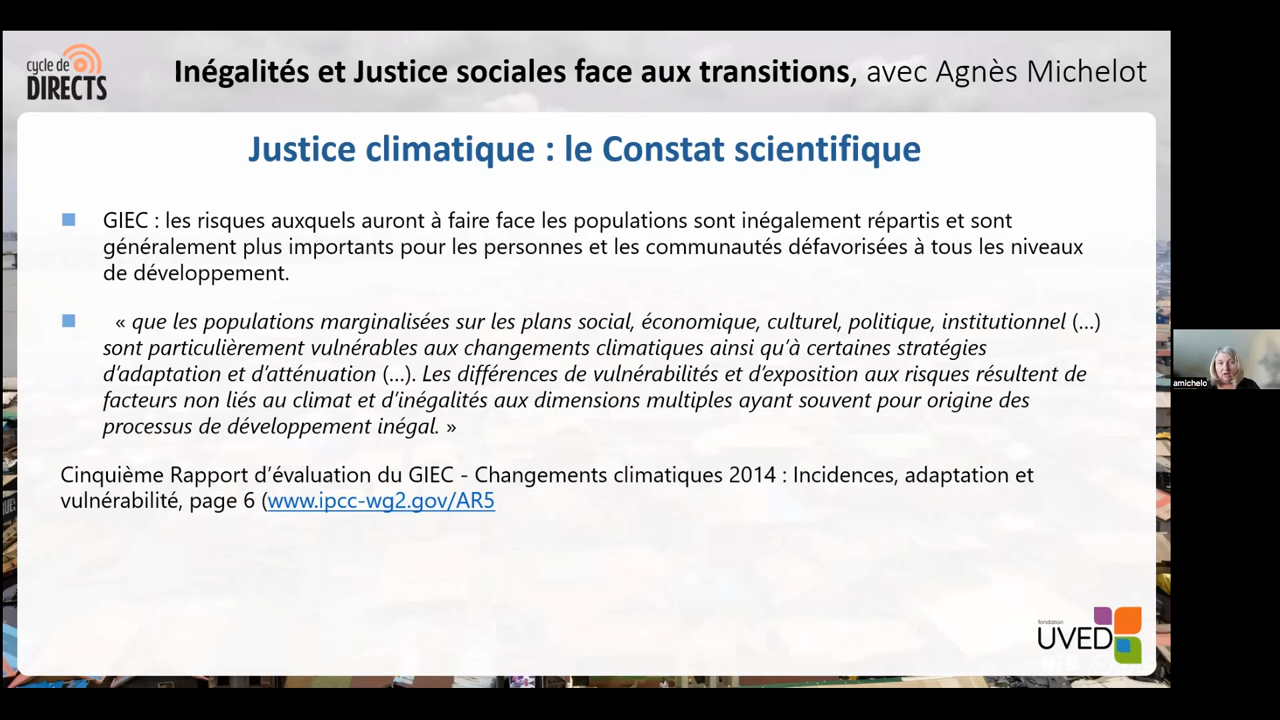 cycle de
DIRECTS
Inégalités et Justice sociales face aux transitions, avec Agnès Michelot
Justice climatique : le Constat scientifique
GIEC : les risques auxquels auront à faire face les populations sont inégalement répartis et sont
généralement plus importants pour les personnes et les communautés défavorisées à tous les niveaux
de développement.
« que les populations marginalisées sur les plans social, économique, culturel, politique, institutionnel (...)
sont particulièrement vulnérables aux changements climatiques ainsi qu'à certaines stratégies
d'adaptation et d'atténuation (...). Les différences de vulnérabilités et d'exposition aux risques résultent de
facteurs non liés au climat et d'inégalités aux dimensions multiples ayant souvent pour origine des
processus de développement inégal. »
Cinquième Rapport d'évaluation du GIEC - Changements climatiques 2014 : Incidences, adaptation et
vulnérabilité, page 6 (www.ipcc-wg2.gov/AR5
amichelo
fondation
UVED